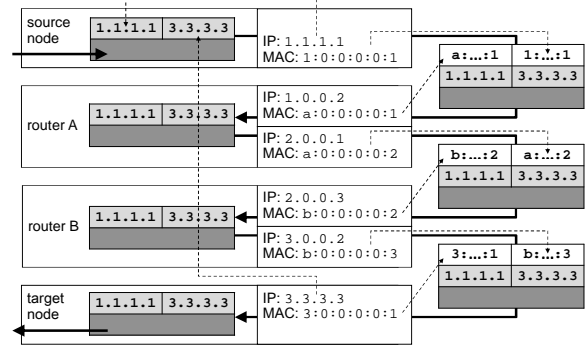 source
node
1.1.1.1 3.3.3.3
IP: 1.1.1.1
MAC: 1:0:0:0:0:1
a:...:1 1:...:1
1.1.1.1 3.3.3.3
router A
1.1.1.1 3.3.3.3
IP: 1.0.0.2
MAC: a:0:0:0:0:1
IP: 2.0.0.1
MAC: a:0:0:0:0:2
b:...:2 a:...:2
1.1.1.1 3.3.3.3
router B
1.1.1.1 3.3.3.3
IP: 2.0.0.3
MAC: b:0:0:0:0:2
IP: 3.0.0.2
MAC: b:0:0:0:0:3
3:...:1 b:...:3
1.1.1.1 3.3.3.3
target
node
1.1.1.1 3.3.3.3
IP: 3.3.3.3
MAC: 3:0:0:0:0:1